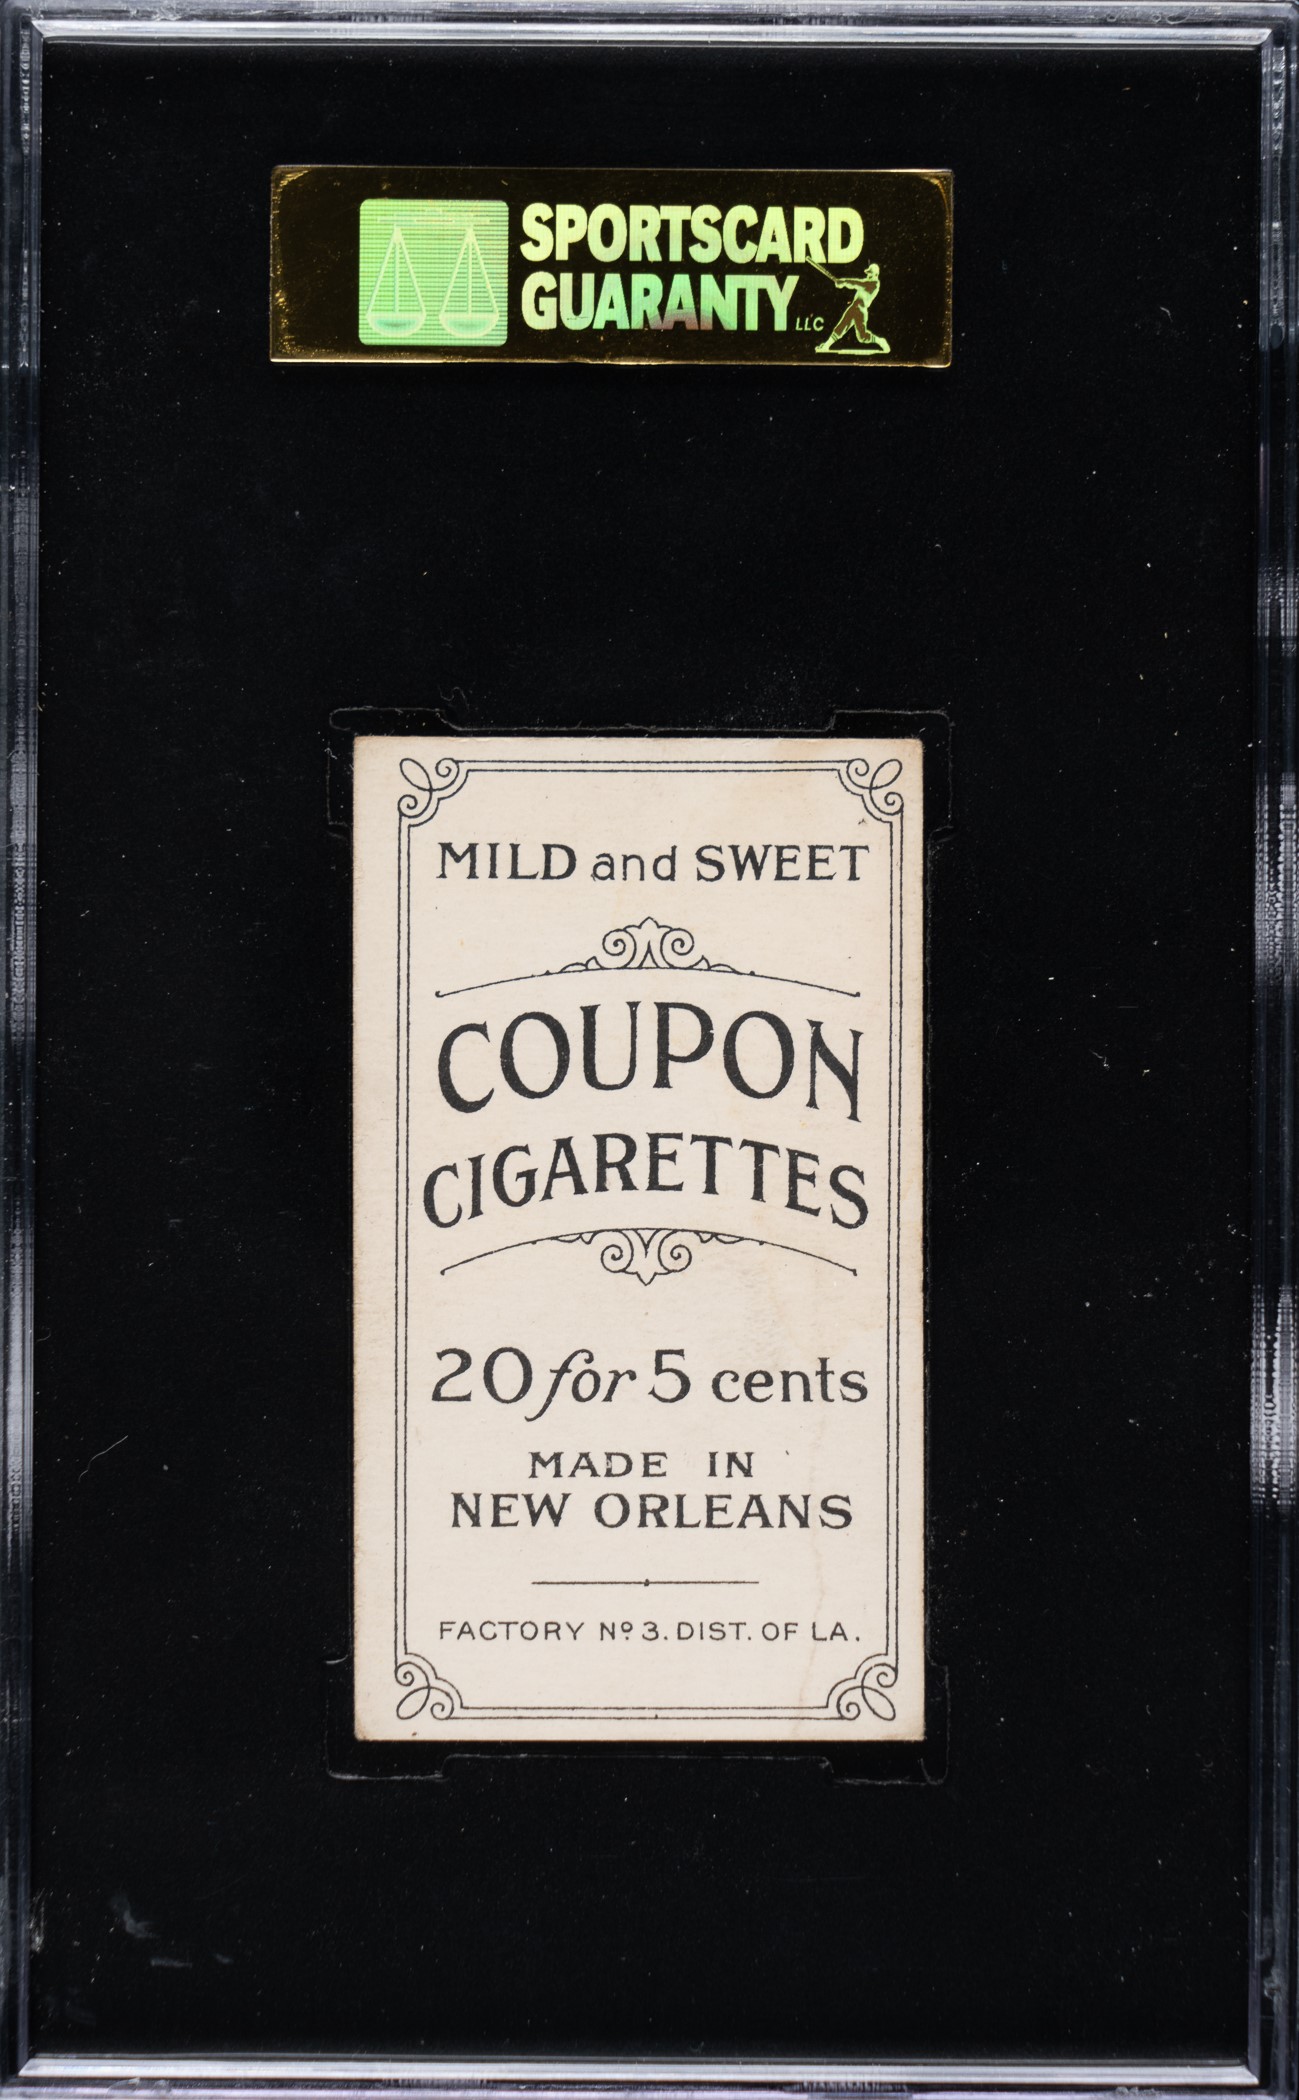 SPORTSCARD
GUARANTY LLC
MILD and SWEET
COUPON
CIGARETTES
20 for 5 cents
MADE IN
NEW ORLEANS
FACTORY Nº 3. DIST. OF LA.